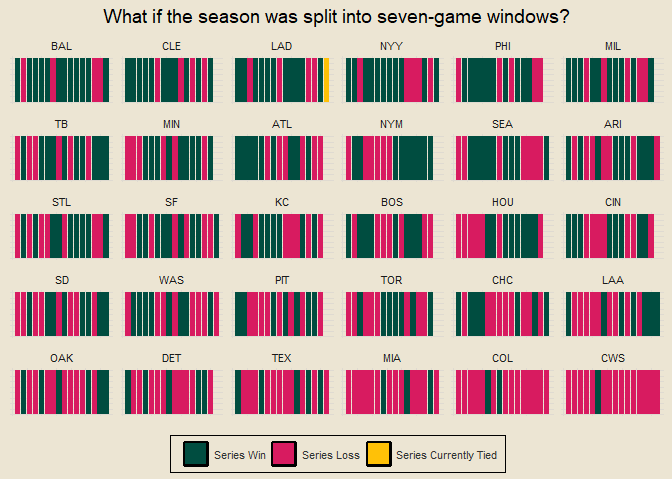 What if the season was split into seven-game windows?
BAL CLE LAD NYY PHI MIL
TB MIN ATL NYM SEA ARI
STL SF KC BOS HOU CIN
SD WAS PIT TOR CHC LAA
OAK DET TEX MIA COL CWS
Series Win Series Loss Series Currently Tied